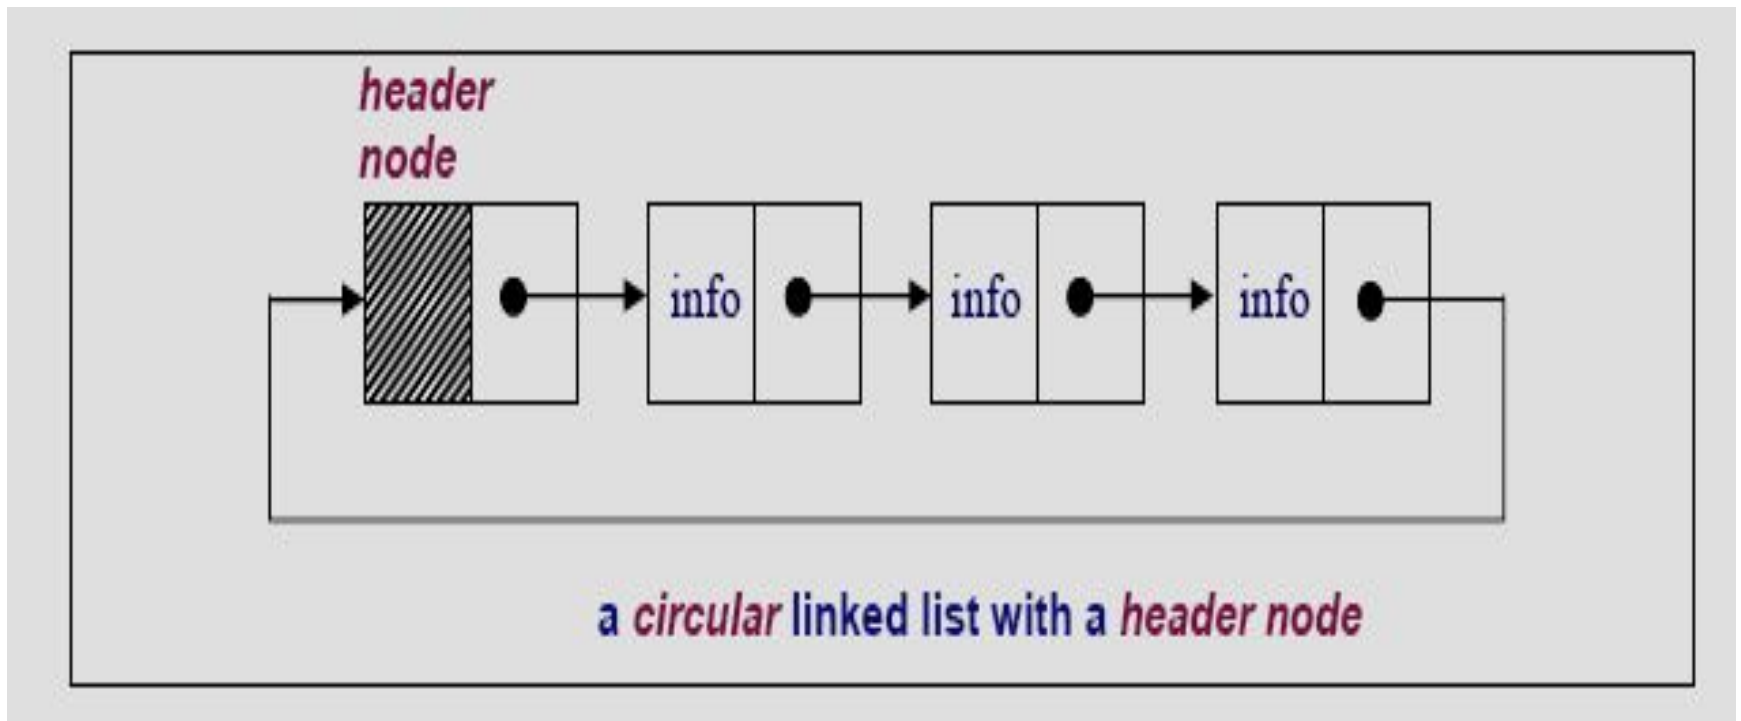 header
node
info info info
a circular linked list with a header node